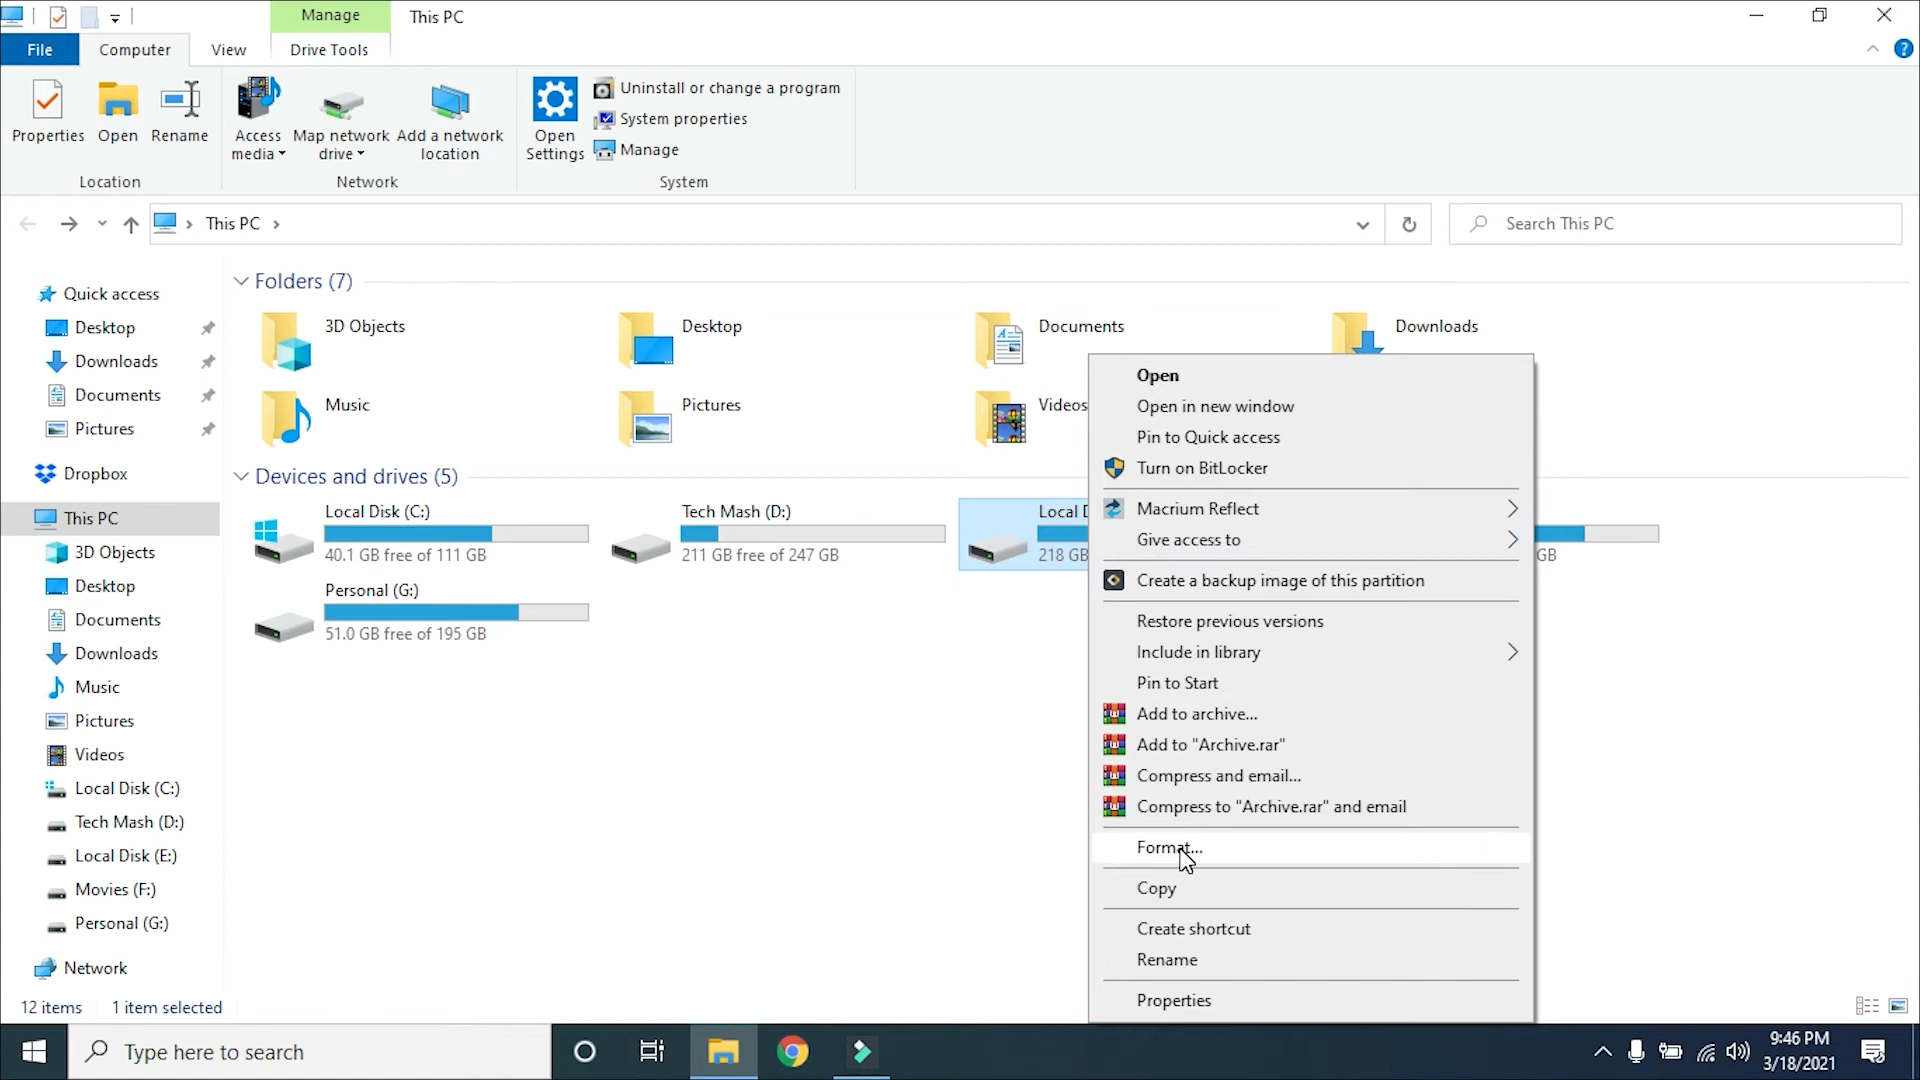 Manage
This PC
File
Computer
View
Drive Tools
Properties
Open
Rename
Access media
Map network drive
Add a network location
Open Settings
Uninstall or change a program
System properties
Manage
Location
Network
System
This PC
Search This PC
Quick access
Desktop
Downloads
Documents
Pictures
Dropbox
This PC
3D Objects
Desktop
Documents
Downloads
Music
Pictures
Videos
Local Disk (C:)
Tech Mash (D:)
Local Disk (E:)
Movies (F:)
Personal (G:)
Network
Folders (7)
3D Objects
Desktop
Documents
Downloads
Music
Pictures
Videos
Devices and drives (5)
Local Disk (C:)
40.1 GB free of 111 GB
Tech Mash (D:)
211 GB free of 247 GB
Local
218 GB
GB
Personal (G:)
51.0 GB free of 195 GB
Open
Open in new window
Pin to Quick access
Turn on BitLocker
Macrium Reflect
Give access to
Create a backup image of this partition
Restore previous versions
Include in library
Pin to Start
Add to archive...
Add to "Archive.rar"
Compress and email...
Compress to "Archive.rar" and email
Format...
Copy
Create shortcut
Rename
Properties
12 items
1 item selected
Type here to search
9:46 PM
3/18/2021